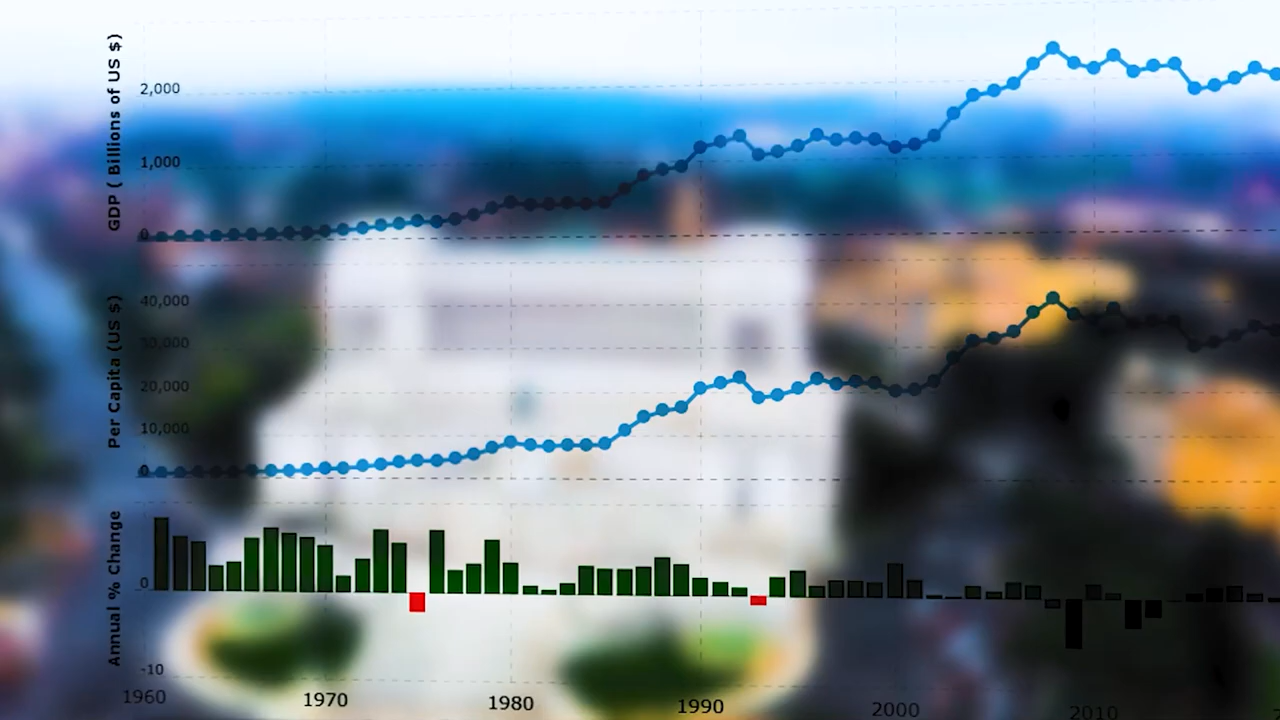 GDP ( Billions of US $)
2,000
1,000
0
Per Capita (US $)
40,000
30,000
20,000
10,000
0
Annual % Change
0
-10
1960 1970 1980 1990 2000 2010